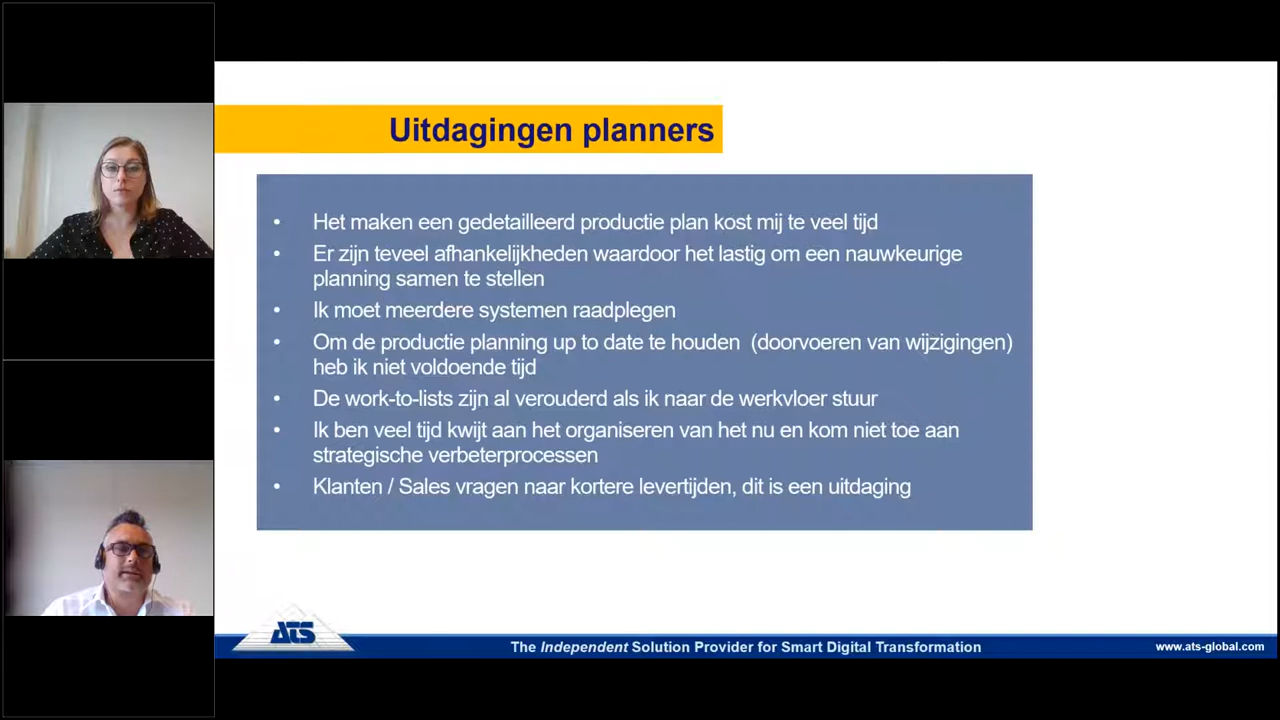 Uitdagingen planners
• Het maken een gedetailleerd productie plan kost mij te veel tijd
• Er zijn teveel afhankelijkheden waardoor het lastig om een nauwkeurige
planning samen te stellen
• Ik moet meerdere systemen raadplegen
• Om de productie planning up to date te houden (doorvoeren van wijzigingen)
heb ik niet voldoende tijd
• De work-to-lists zijn al verouderd als ik naar de werkvloer stuur
• Ik ben veel tijd kwijt aan het organiseren van het nu en kom niet toe aan
strategische verbeterprocessen
• Klanten / Sales vragen naar kortere levertijden, dit is een uitdaging
ATS
The Independent Solution Provider for Smart Digital Transformation
www.ats-global.com